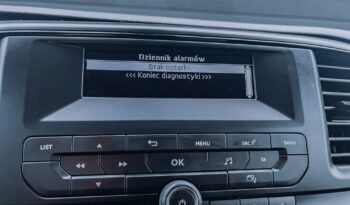 Dziennik alarmów
Brak usterki
<<< Koniec diagnostyki >>>
LIST
MENU
SRC
BAND
OK
TA